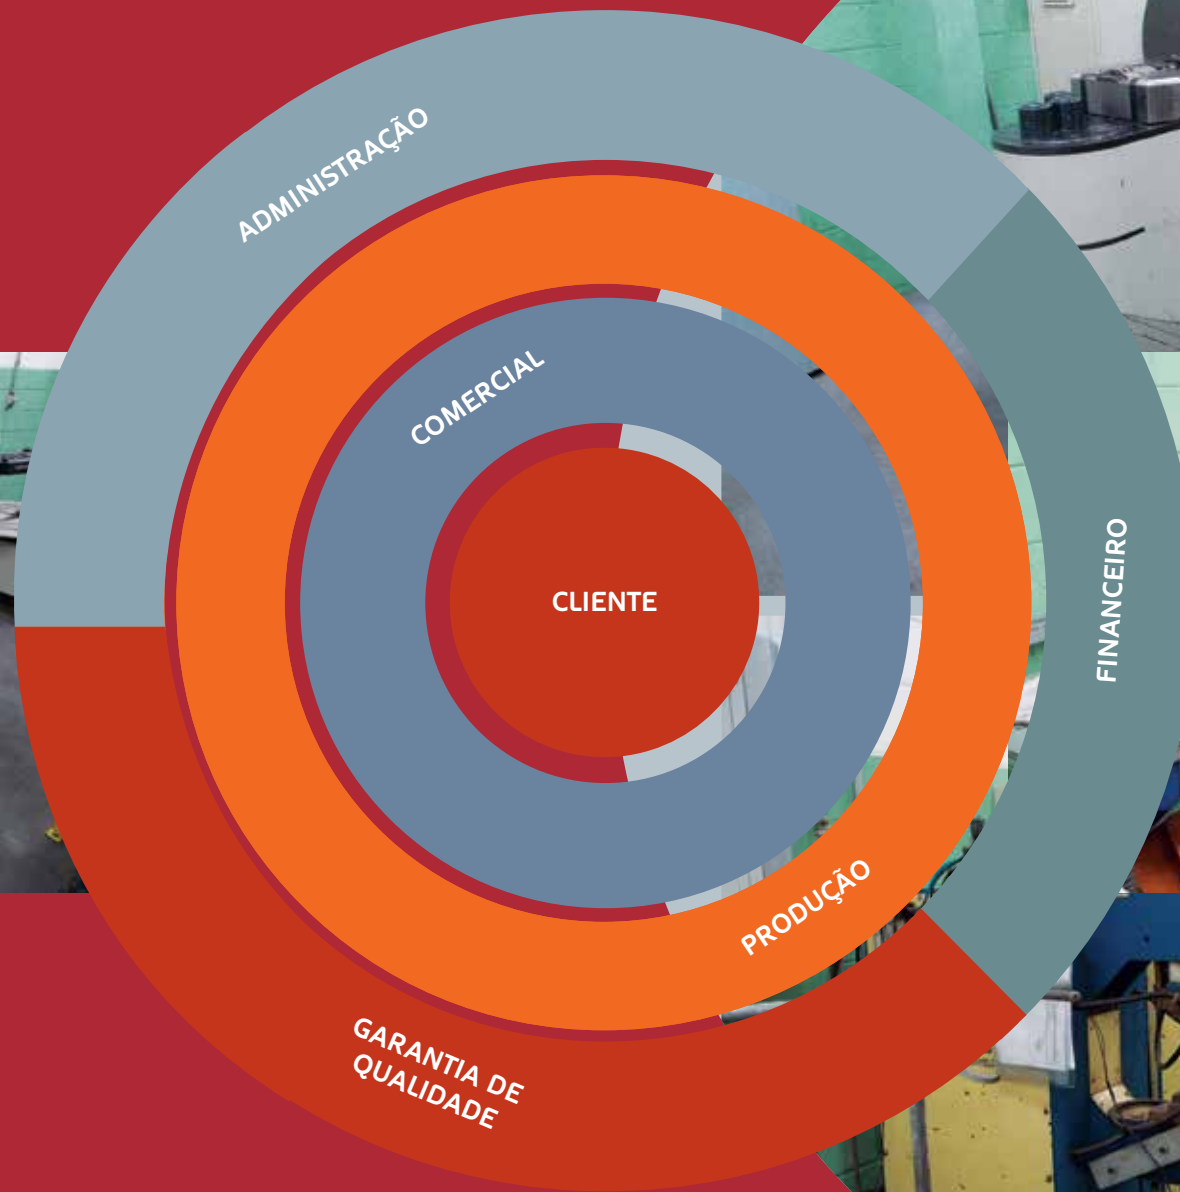 ADMINISTRAÇÃO
COMERCIAL
CLIENTE
FINANCEIRO
PRODUÇÃO
GARANTIA DE
QUALIDADE